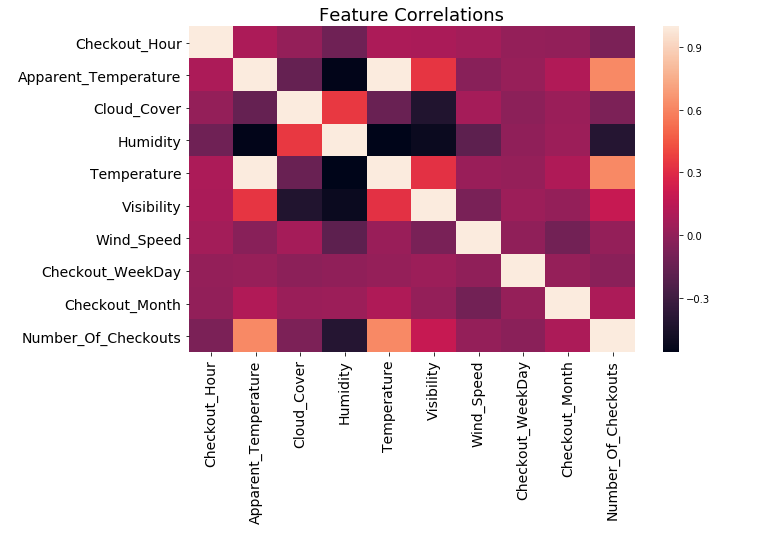 Feature Correlations
Checkout_Hour
Apparent_Temperature
Cloud_Cover
Humidity
Temperature
Visibility
Wind_Speed
Checkout_WeekDay
Checkout_Month
Number_Of_Checkouts
Checkout_Hour
Apparent_Temperature
Cloud_Cover
Humidity
Temperature
Visibility
Wind_Speed
Checkout_WeekDay
Checkout_Month
Number_Of_Checkouts
0.9
0.6
0.3
0.0
−0.3